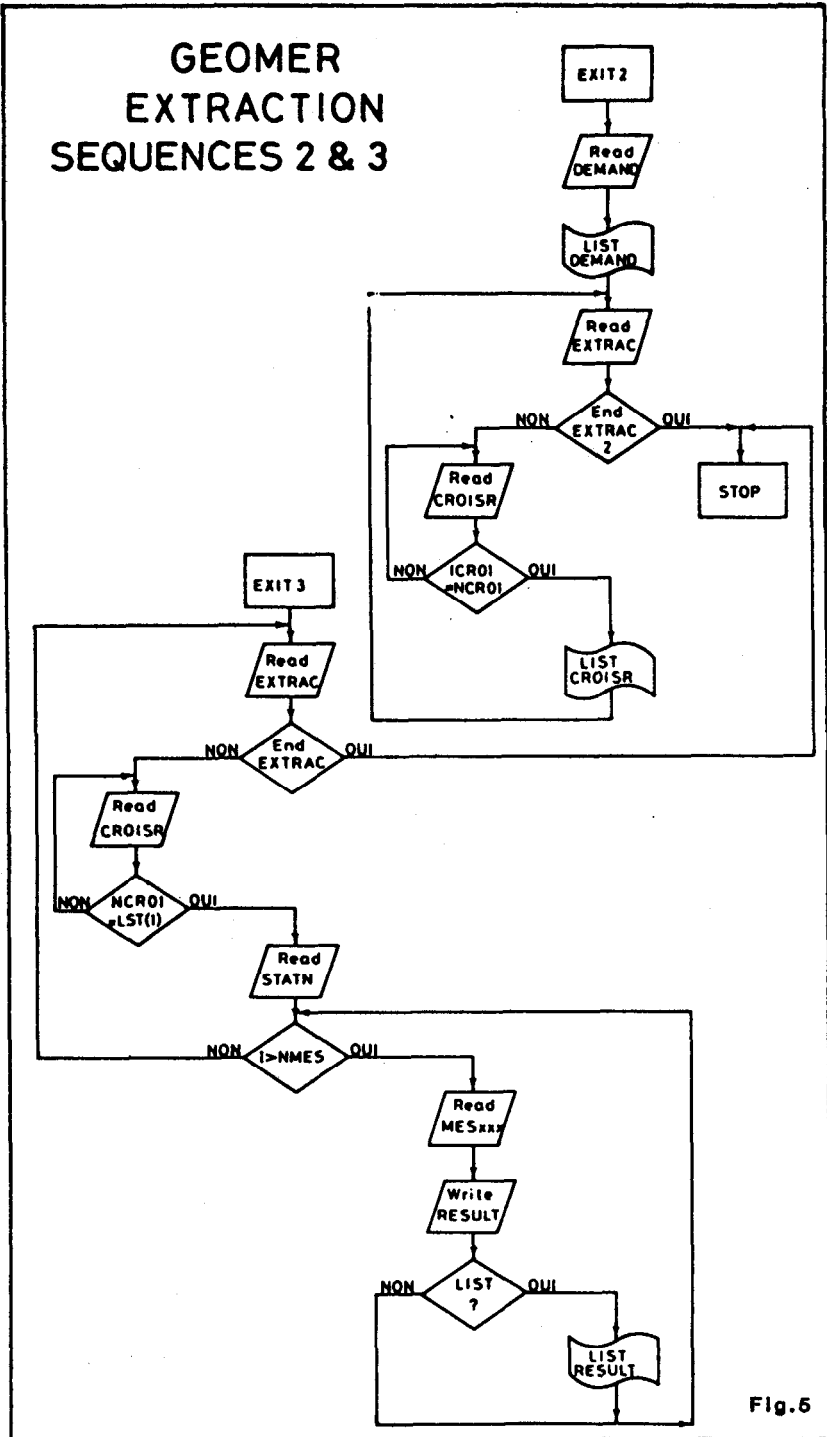 GEOMER
EXTRACTION
SEQUENCES 2 & 3
EXIT2
Read
DEMAND
LIST
DEMAND
Read
EXTRAC
NON
End
EXTRAC
2
OUI
Read
CROISR
STOP
NON
ICROI
=NCROI
OUI
LIST
CROISR
EXIT3
Read
EXTRAC
NON
End
EXTRAC
OUI
Read
CROISR
NON
NCROI
=LST(1)
OUI
Read
STATN
NON
I>NMES
OUI
Read
MESxxx
Write
RESULT
NON
LIST
?
OUI
LIST
RESULT
Fig.5